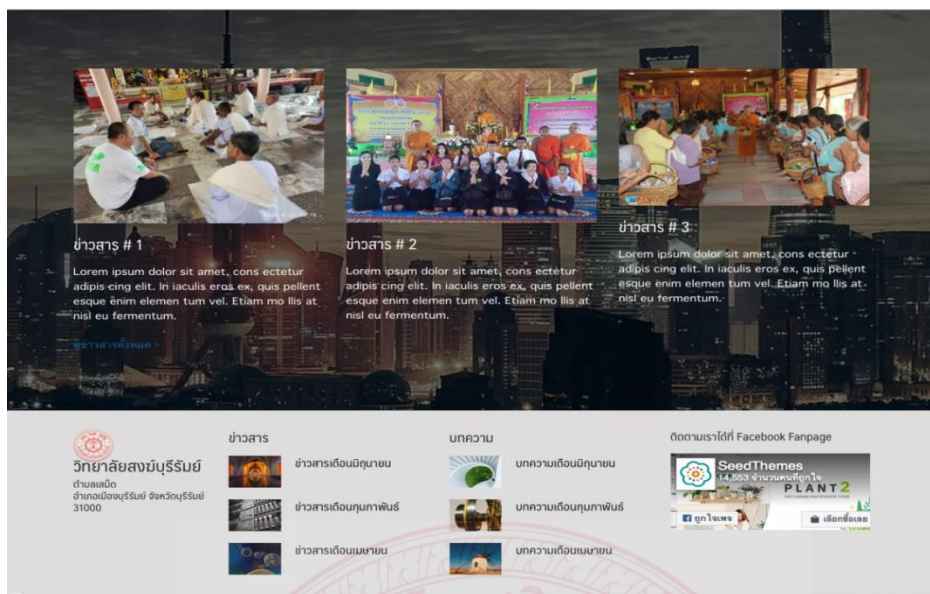 ข่าวสาร # 1
Lorem ipsum dolor sit amet, cons ectetur
adipis cing elit. In iaculis eros ex, quis pellent
esque enim elemen tum vel. Etiam mo llis at
nisl eu fermentum.
ดูข่าวสารทั้งหมด >
ข่าวสาร # 2
Lorem ipsum dolor sit amet, cons ectetur
adipis cing elit. In iaculis eros ex, quis pellent
esque enim elemen tum vel. Etiam mo llis at
nisl eu fermentum.
ข่าวสาร # 3
Lorem ipsum dolor sit amet, cons ectetur
adipis cing elit. In iaculis eros ex, quis pellent
esque enim elemen tum vel. Etiam mo llis at
nisl eu fermentum.
วิทยาลัยสงฆ์บุรีรัมย์
ตำบลเสม็ด
อำเภอเมืองบุรีรัมย์ จังหวัดบุรีรัมย์
31000
ข่าวสาร
ข่าวสารเดือนมิถุนายน
ข่าวสารเดือนกุมภาพันธ์
ข่าวสารเดือนเมษายน
บทความ
บทความเดือนมิถุนายน
บทความเดือนกุมภาพันธ์
บทความเดือนเมษายน
ติดตามเราได้ที่ Facebook Fanpage
SeedThemes
14,553 จำนวนคนที่ถูกใจ
PLANT2
ถูกใจเพจ
เลือกซื้อเลย